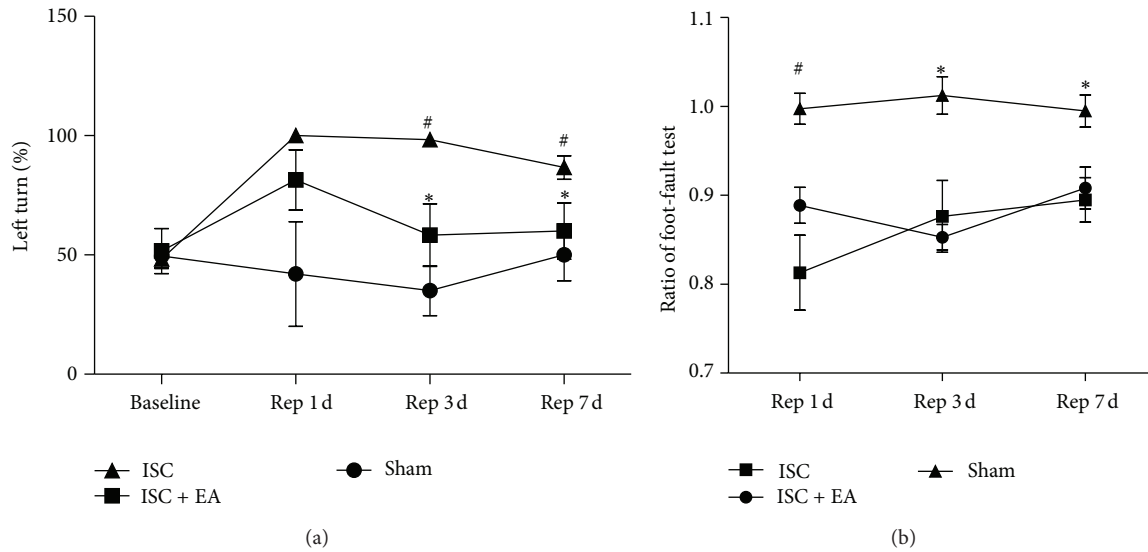 150
100
50
0
Left turn (%)
#
#
*
*
Baseline
Rep 1 d
Rep 3 d
Rep 7 d
ISC
Sham
ISC + EA
(a)
1.1
1.0
0.9
0.8
0.7
Ratio of foot-fault test
#
*
*
Rep 1 d
Rep 3 d
Rep 7 d
ISC
Sham
ISC + EA
(b)